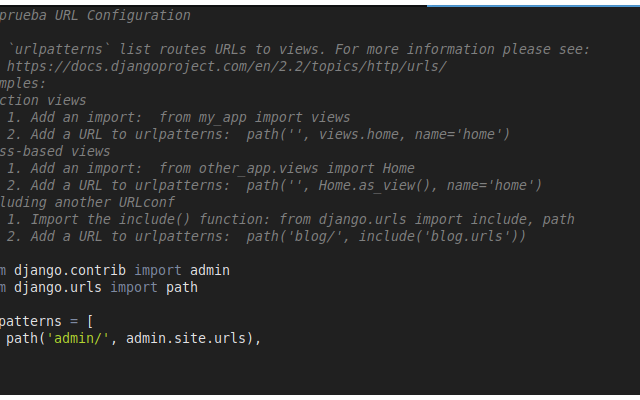 prueba URL Configuration
`urlpatterns` list routes URLs to views. For more information please see:
https://docs.djangoproject.com/en/2.2/topics/http/urls/
mples:
ction views
1. Add an import:  from my_app import views
2. Add a URL to urlpatterns:  path('', views.home, name='home')
ss-based views
1. Add an import:  from other_app.views import Home
2. Add a URL to urlpatterns:  path('', Home.as_view(), name='home')
luding another URLconf
1. Import the include() function: from django.urls import include, path
2. Add a URL to urlpatterns:  path('blog/', include('blog.urls'))
m django.contrib import admin
m django.urls import path
patterns = [
path('admin/', admin.site.urls),